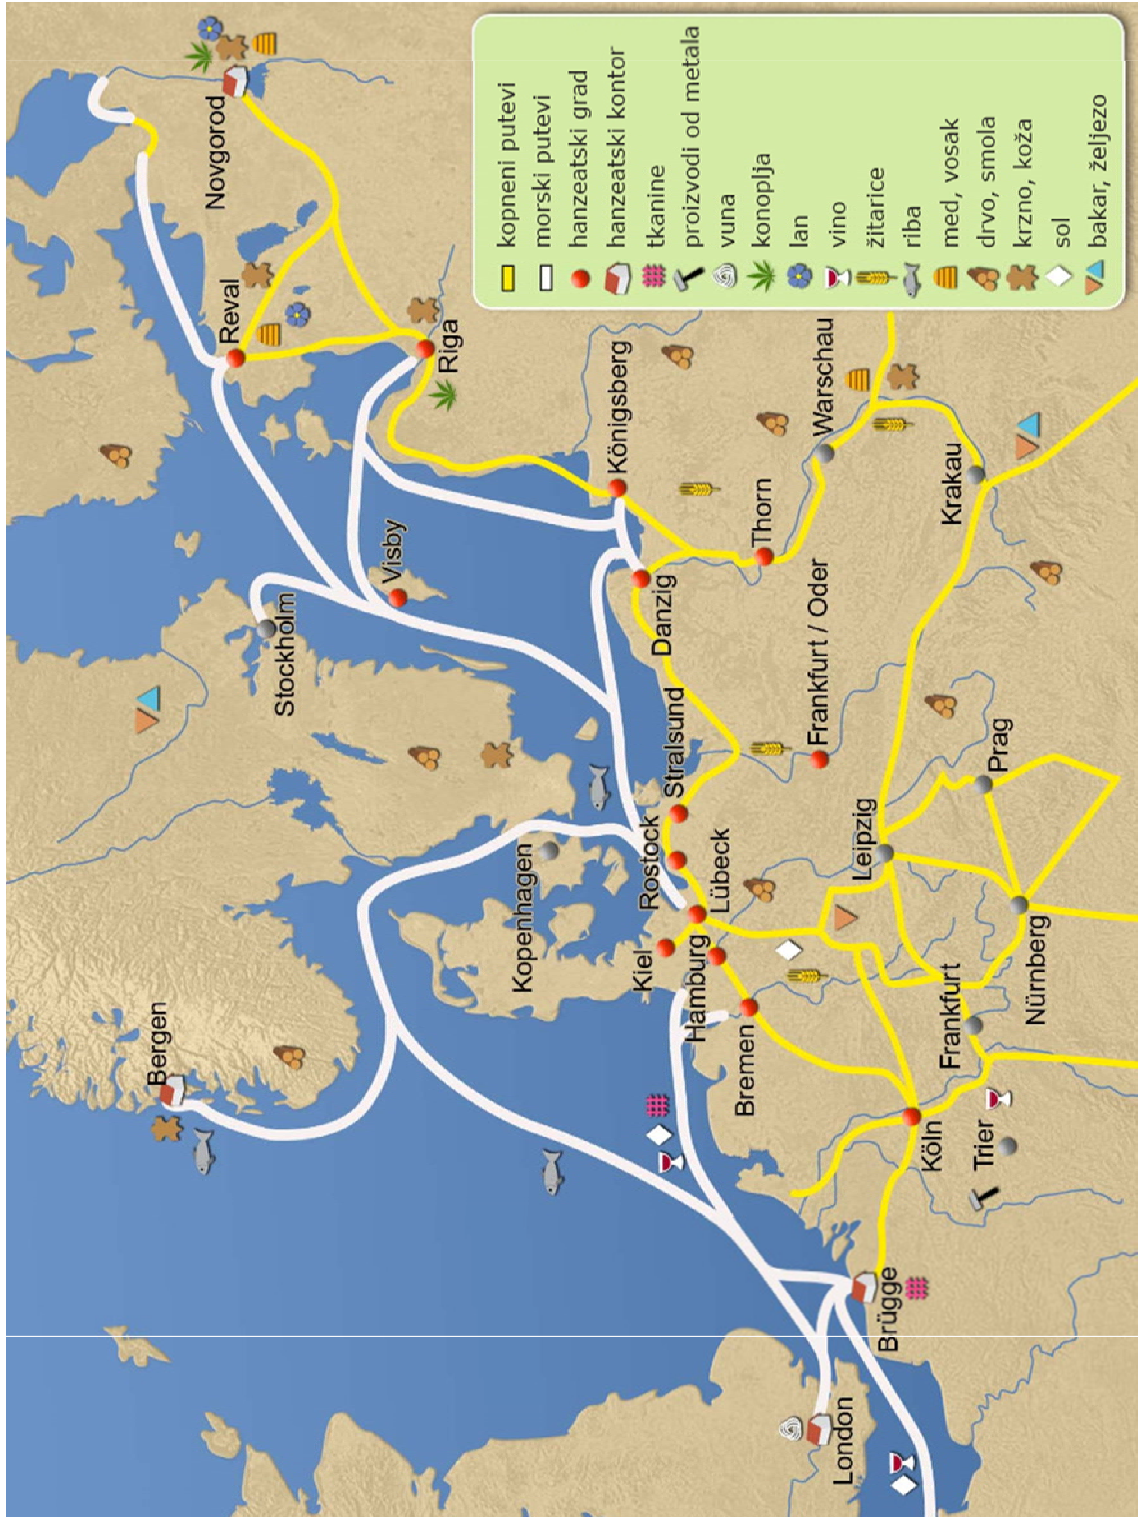 kopneni putevi
morski putevi
hanzeatski grad
hanzeatski kontor
tkanine
proizvodi od metala
vuna
konoplja
lan
vino
žitarice
riba
med, vosak
drvo, smola
krzno, koža
sol
bakar, željezo
Novgorod
Reval
Riga
Bergen
Stockholm
Visby
Kopenhagen
Königsberg
Danzig
Stralsund
Rostock
Lübeck
Kiel
Hamburg
Bremen
Thorn
Warschau
Frankfurt / Oder
Krakau
Leipzig
Prag
Nürnberg
Frankfurt
Köln
Trier
Brügge
London